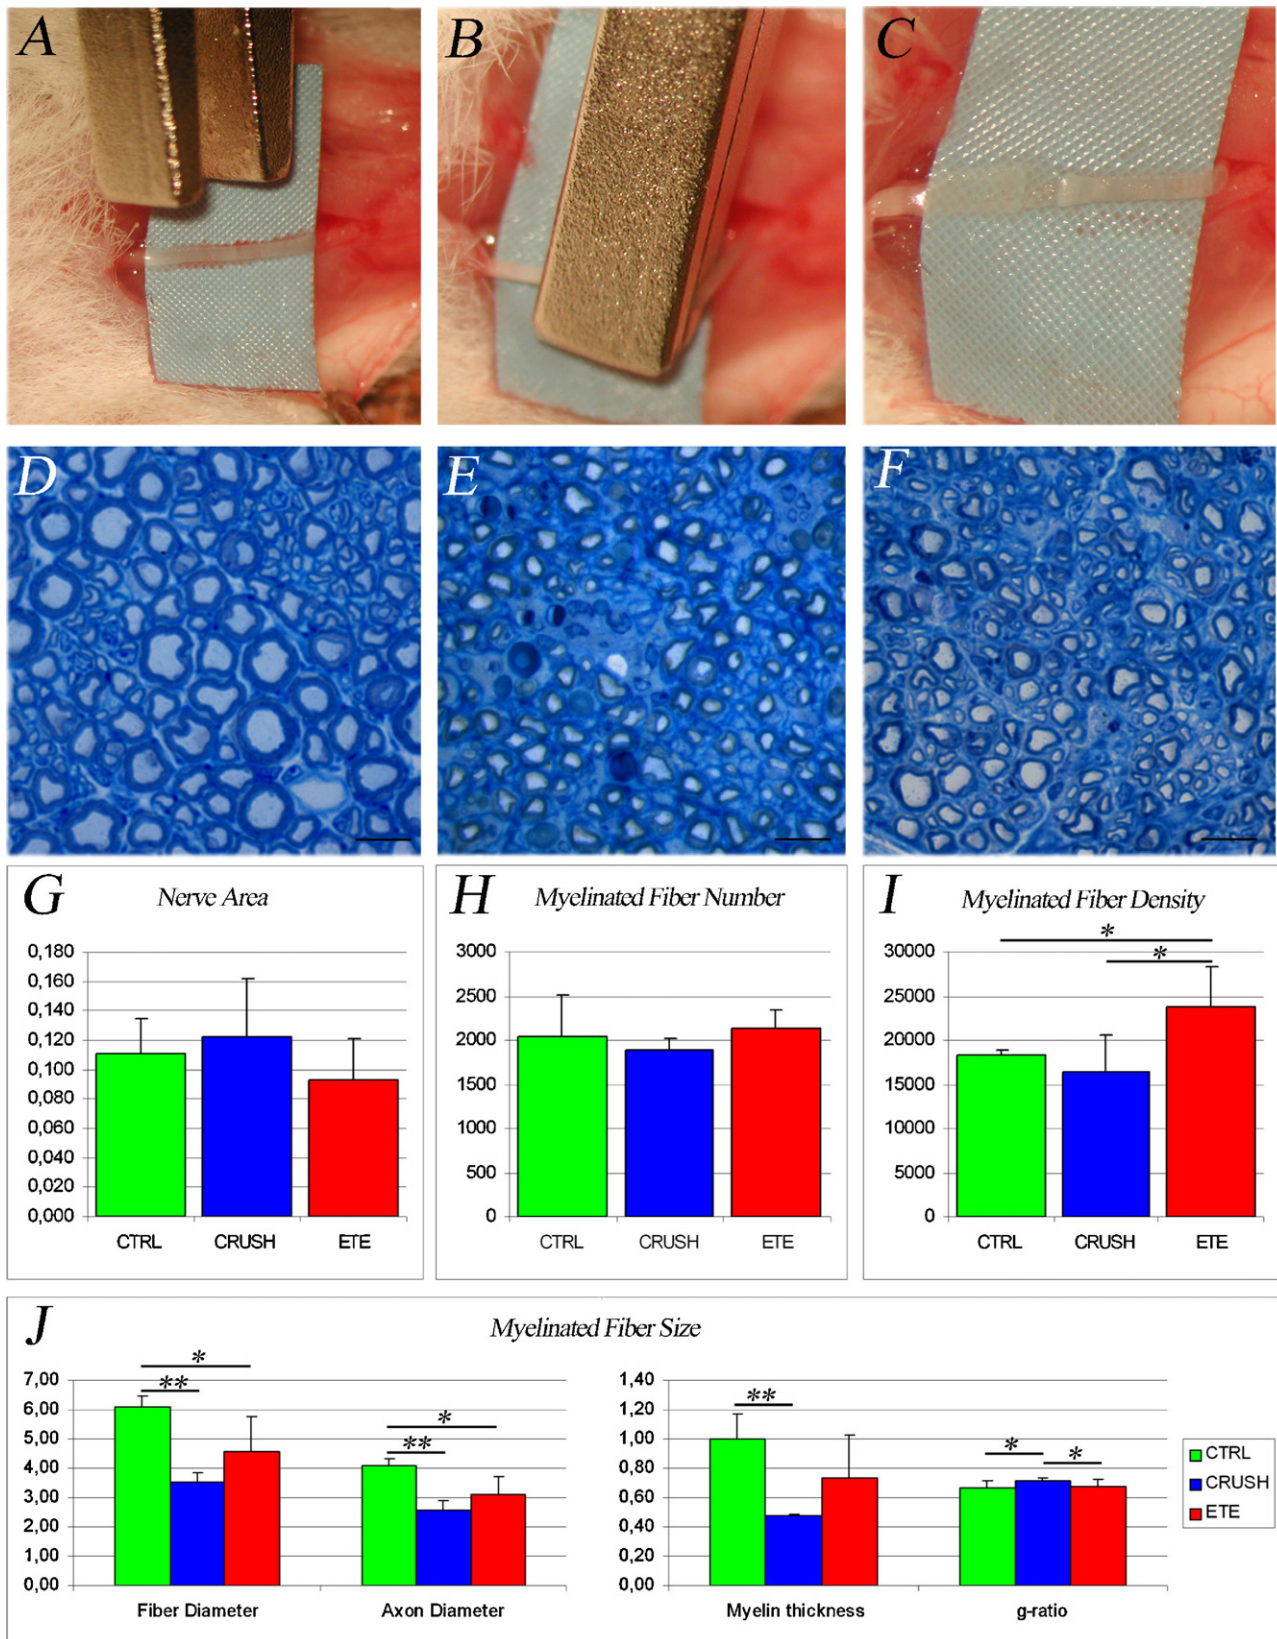 A
B
C
D
E
F
G Nerve Area
0,180
0,160
0,140
0,120
0,100
0,080
0,060
0,040
0,020
0,000
CTRL CRUSH ETE
H Myelinated Fiber Number
3000
2500
2000
1500
1000
500
0
CTRL CRUSH ETE
I Myelinated Fiber Density
* 
*
30000
25000
20000
15000
10000
5000
0
CTRL CRUSH ETE
J Myelinated Fiber Size
*
**
*
**
7,00
6,00
5,00
4,00
3,00
2,00
1,00
0,00
Fiber Diameter Axon Diameter
**
*
*
1,40
1,20
1,00
0,80
0,60
0,40
0,20
0,00
Myelin thickness g-ratio
CTRL
CRUSH
ETE